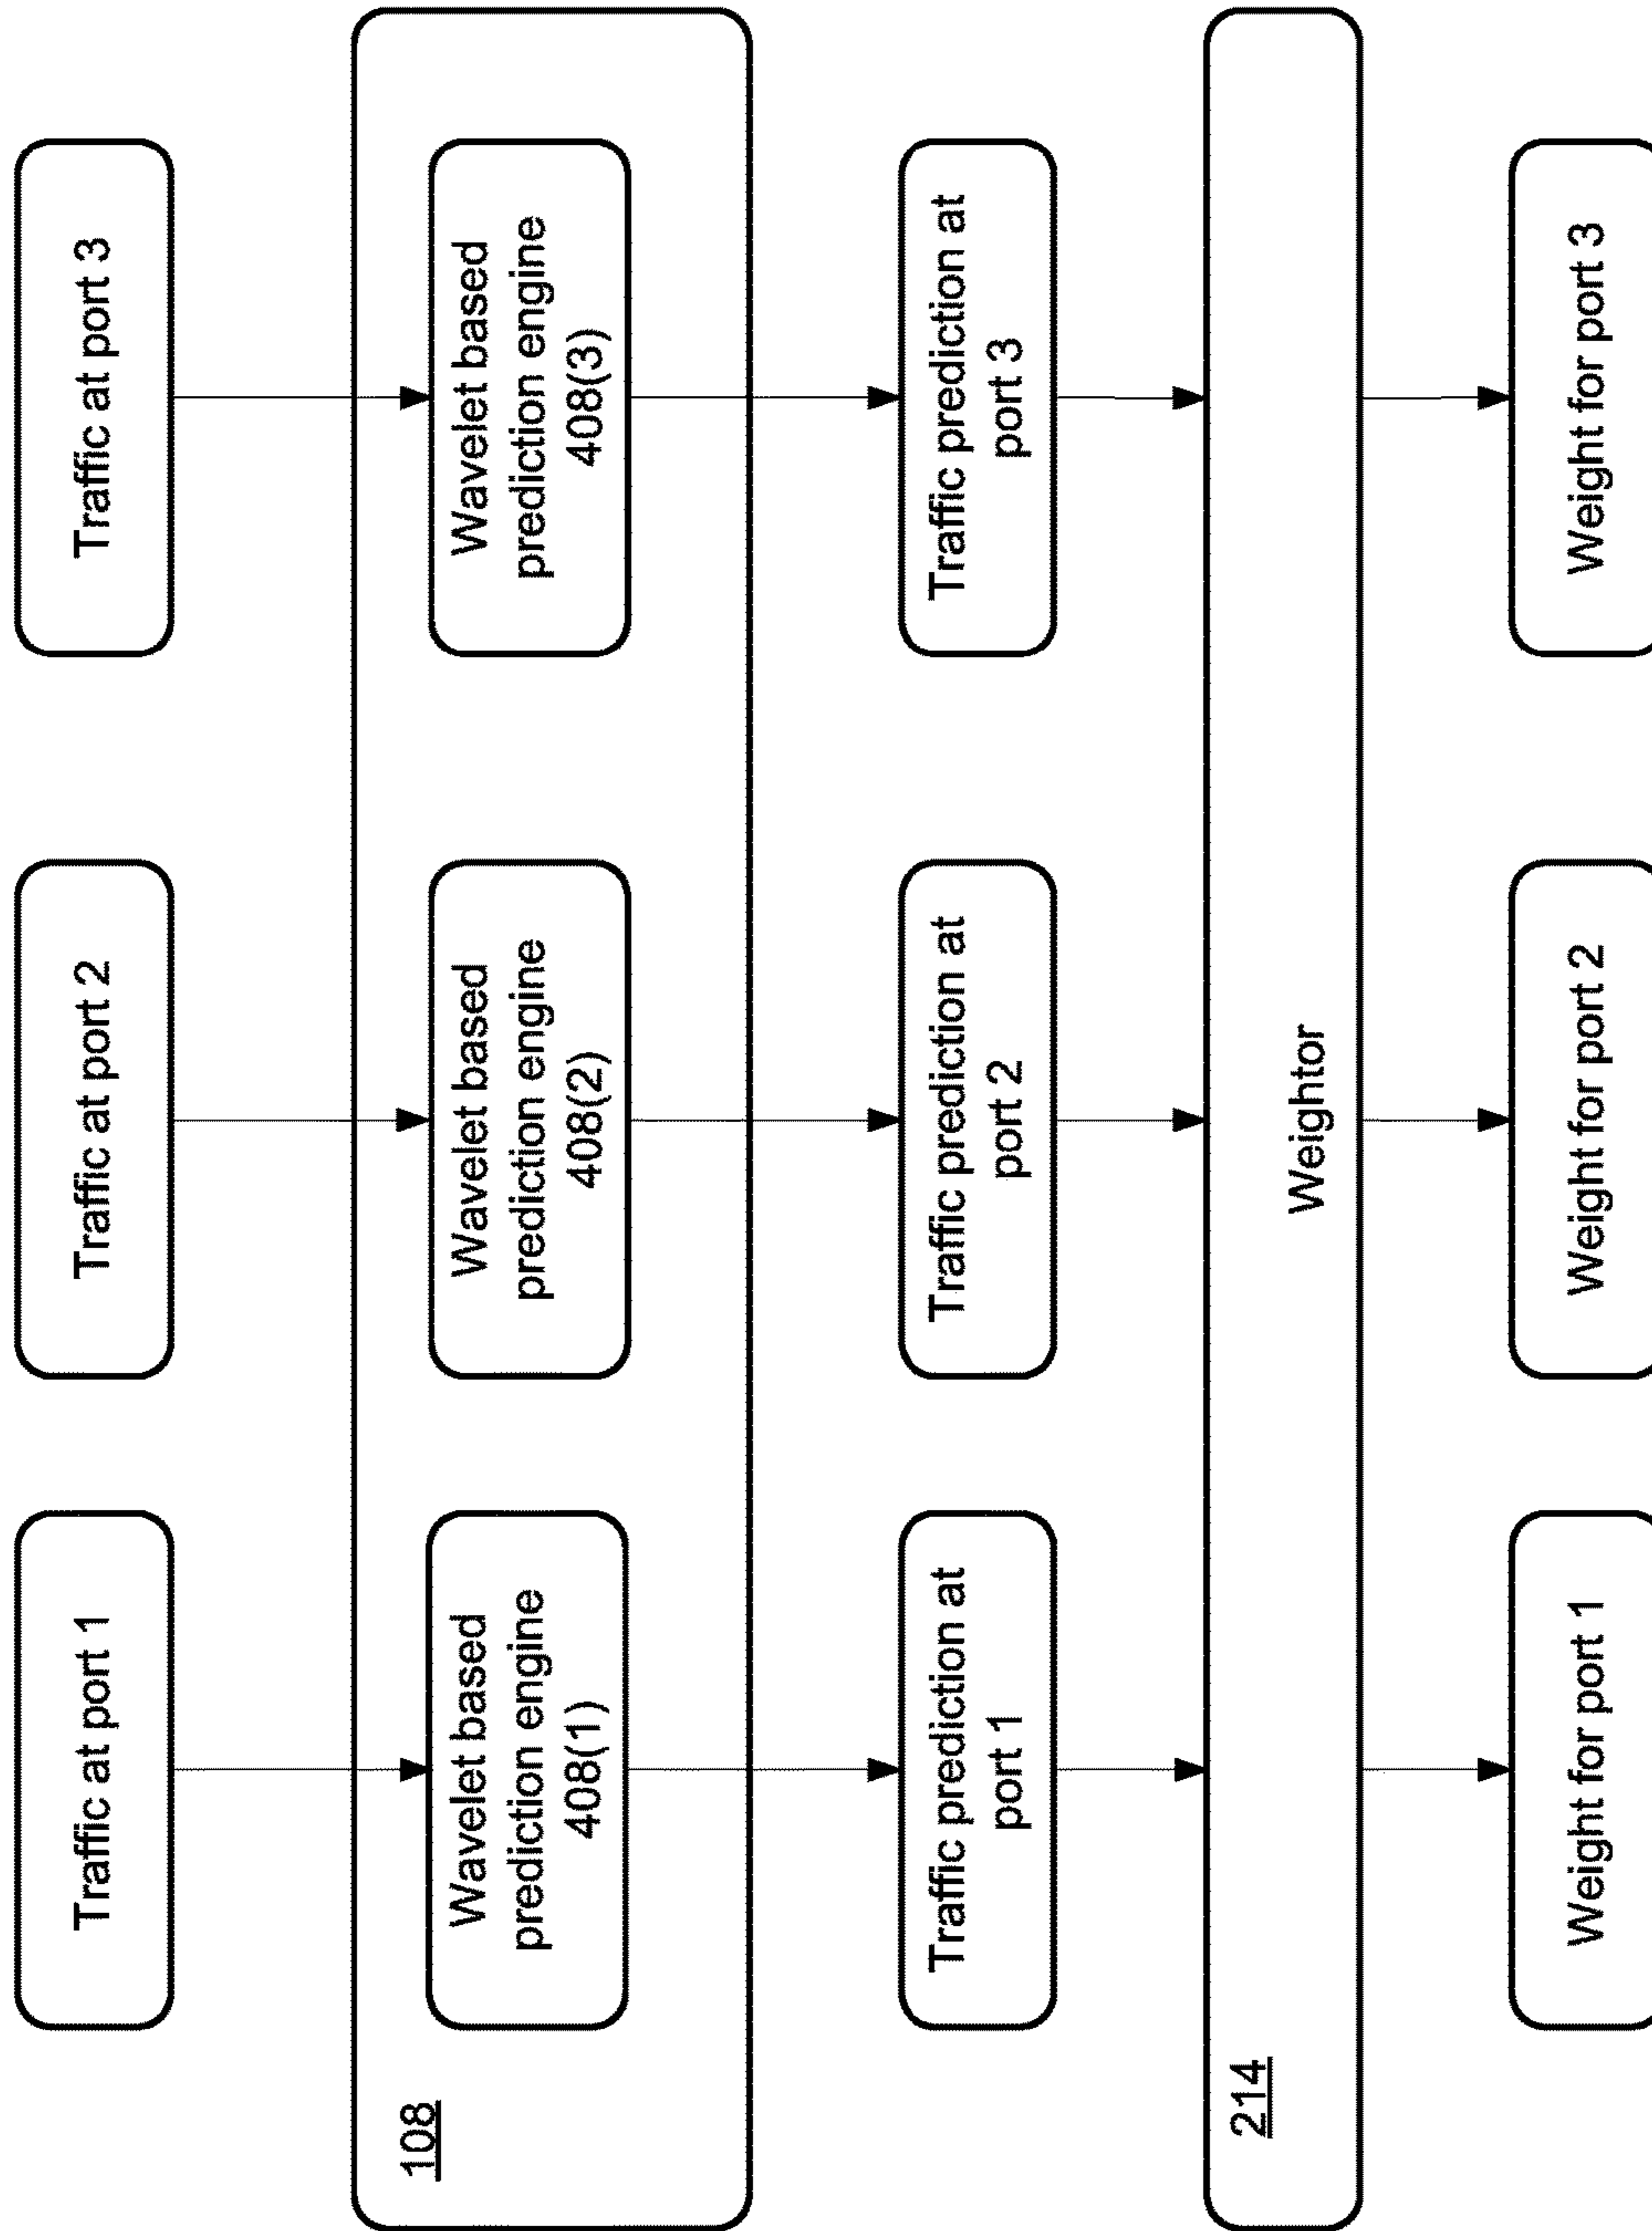 Traffic at port 1
Traffic at port 2
Traffic at port 3
108
Wavelet based
prediction engine
408(1)
Wavelet based
prediction engine
408(2)
Wavelet based
prediction engine
408(3)
Traffic prediction at
port 1
Traffic prediction at
port 2
Traffic prediction at
port 3
214
Weightor
Weight for port 1
Weight for port 2
Weight for port 3